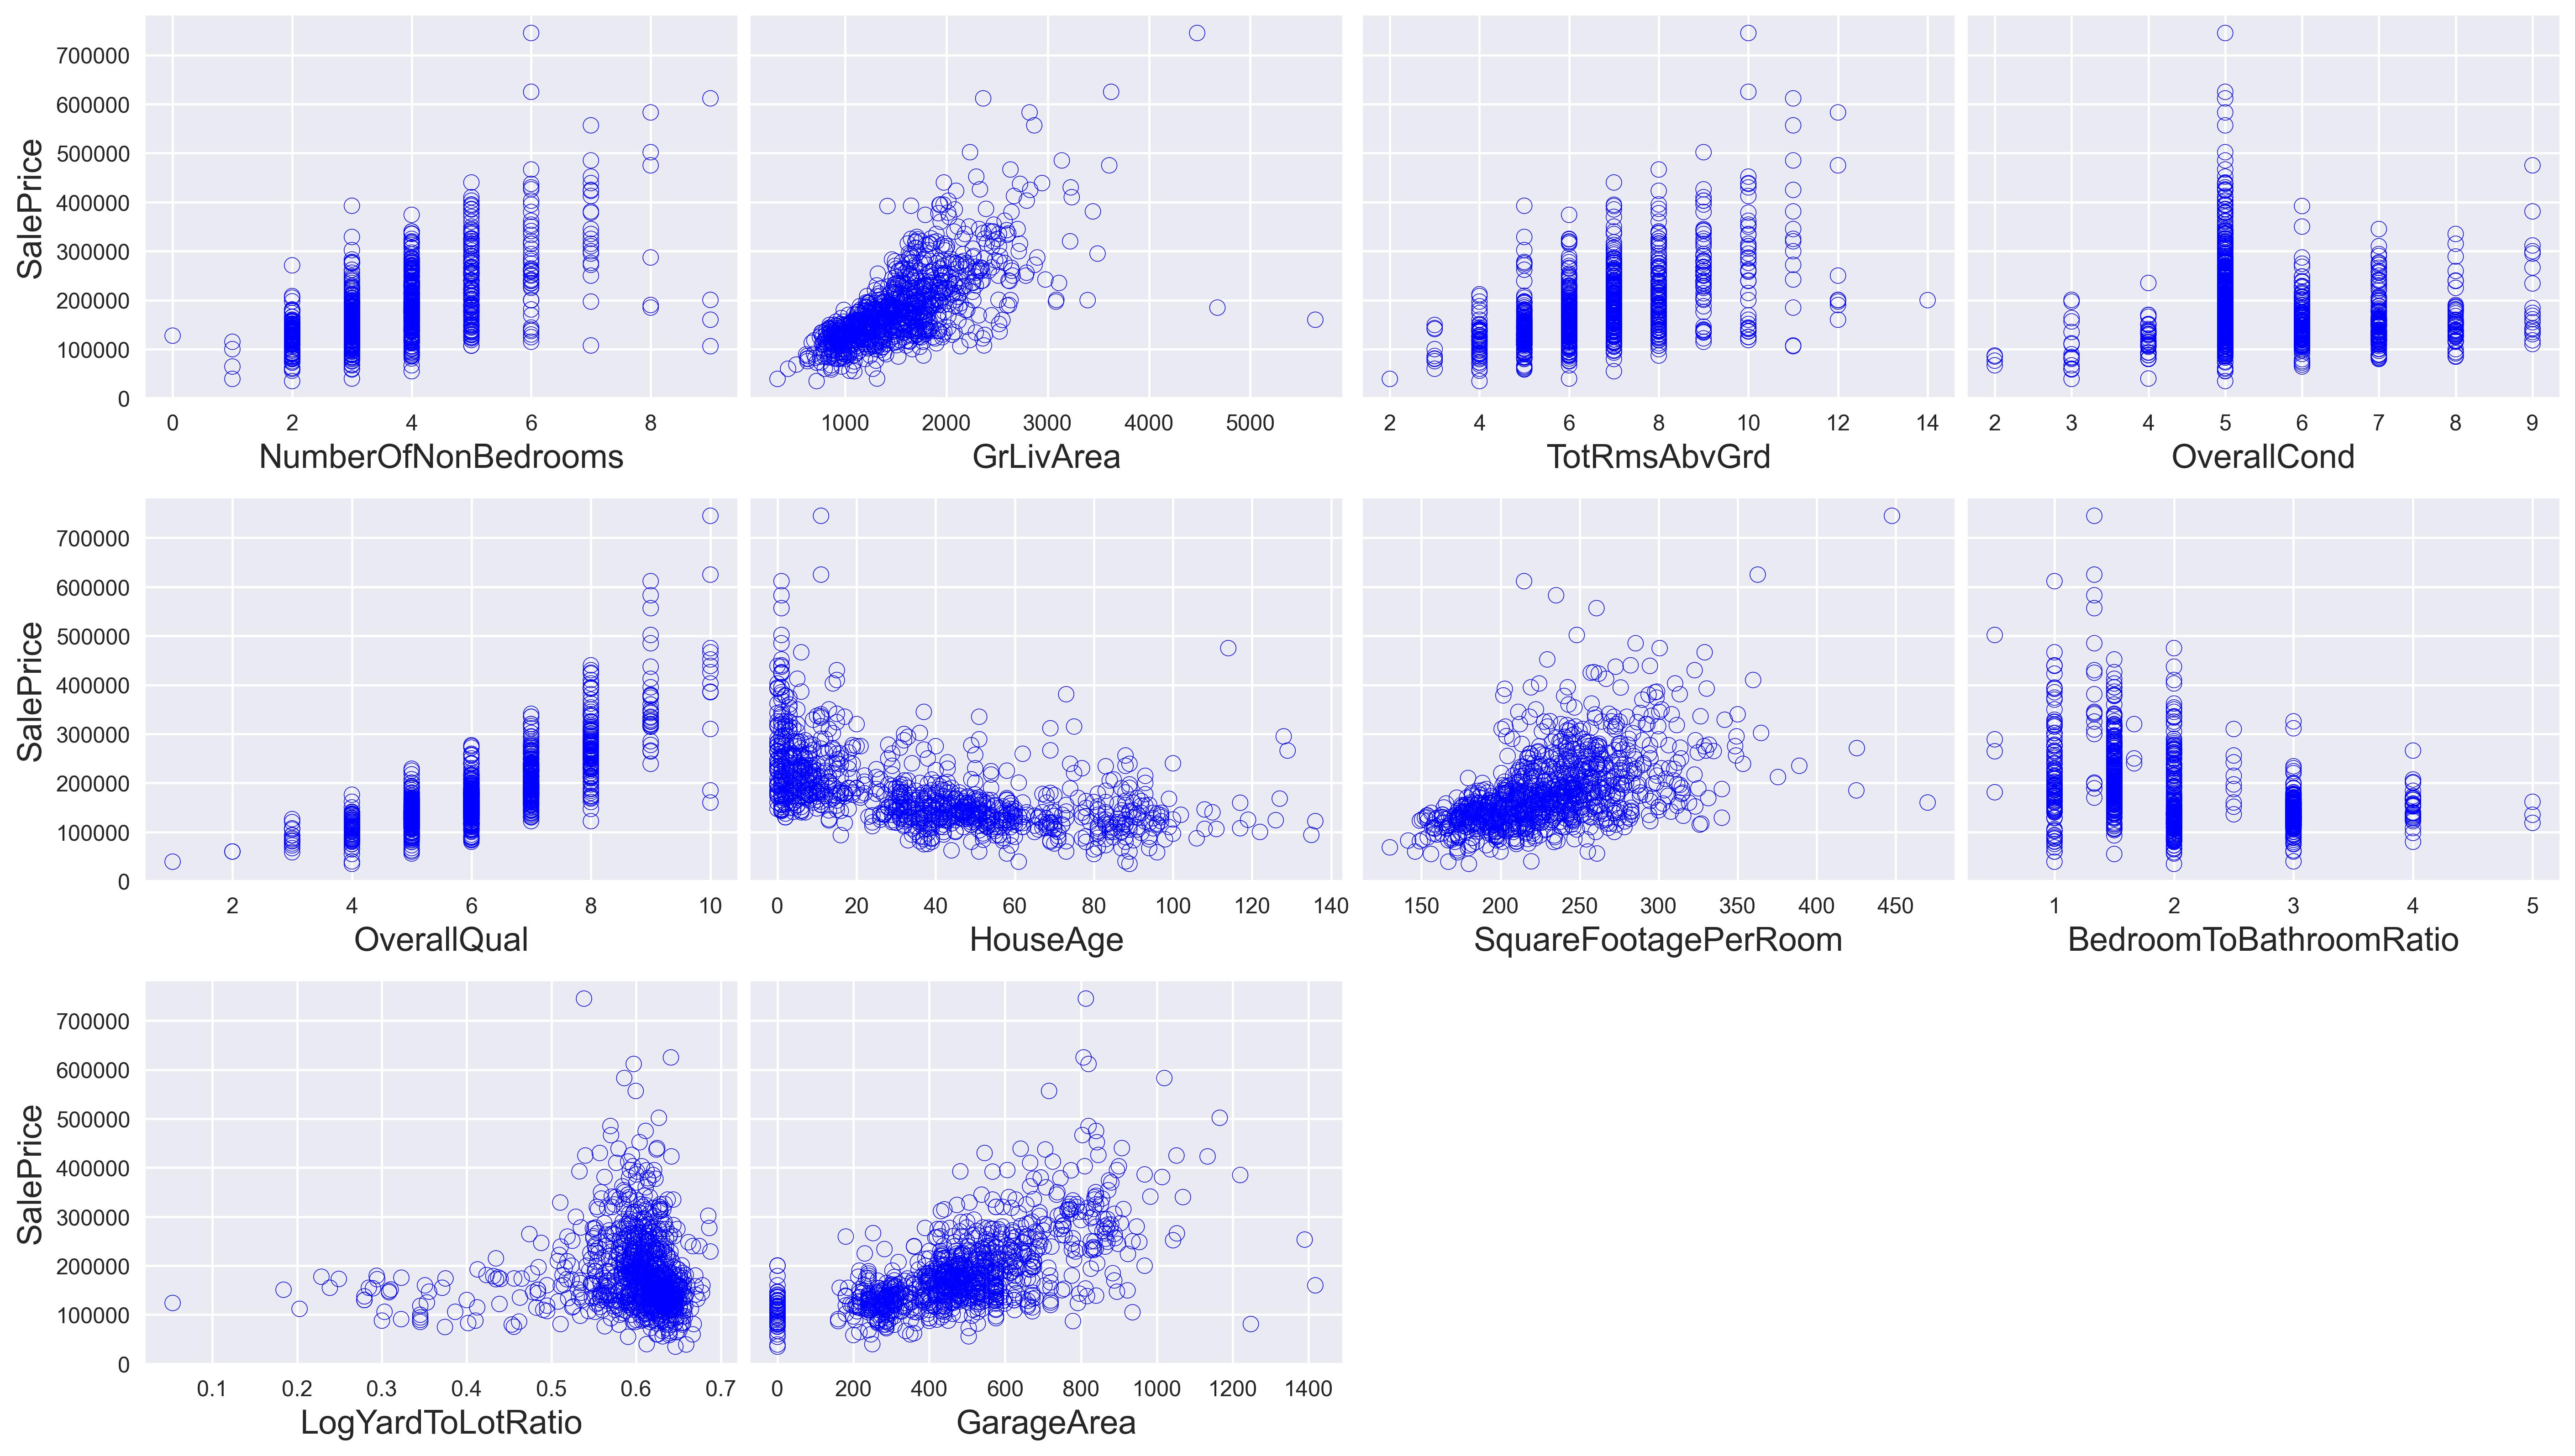 SalePrice
700000
600000
500000
400000
300000
200000
100000
0
0 2 4 6 8
NumberOfNonBedrooms
1000 2000 3000 4000 5000
GrLivArea
2 4 6 8 10 12 14
TotRmsAbvGrd
2 3 4 5 6 7 8 9
OverallCond
SalePrice
700000
600000
500000
400000
300000
200000
100000
0
2 4 6 8 10
OverallQual
0 20 40 60 80 100 120 140
HouseAge
150 200 250 300 350 400 450
SquareFootagePerRoom
1 2 3 4 5
BedroomToBathroomRatio
SalePrice
700000
600000
500000
400000
300000
200000
100000
0
0.1 0.2 0.3 0.4 0.5 0.6 0.7
LogYardToLotRatio
0 200 400 600 800 1000 1200 1400
GarageArea